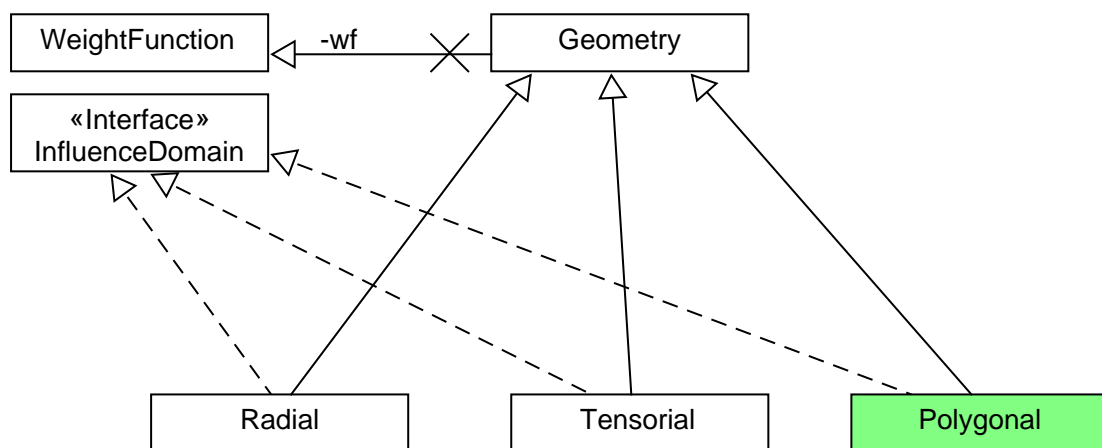 WeightFunction
-wf
Geometry
«Interface»
InfluenceDomain
Radial
Tensorial
Polygonal